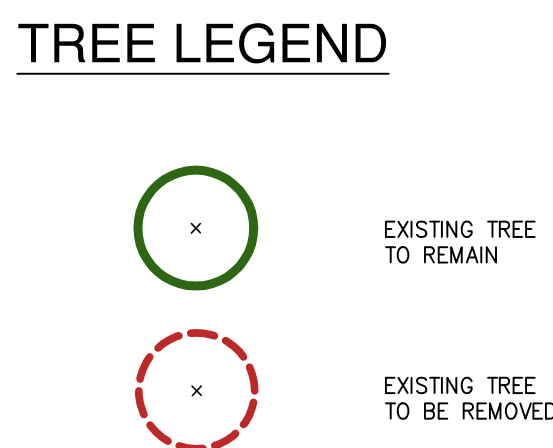 TREE LEGEND
EXISTING TREE
TO REMAIN
EXISTING TREE
TO BE REMOVED